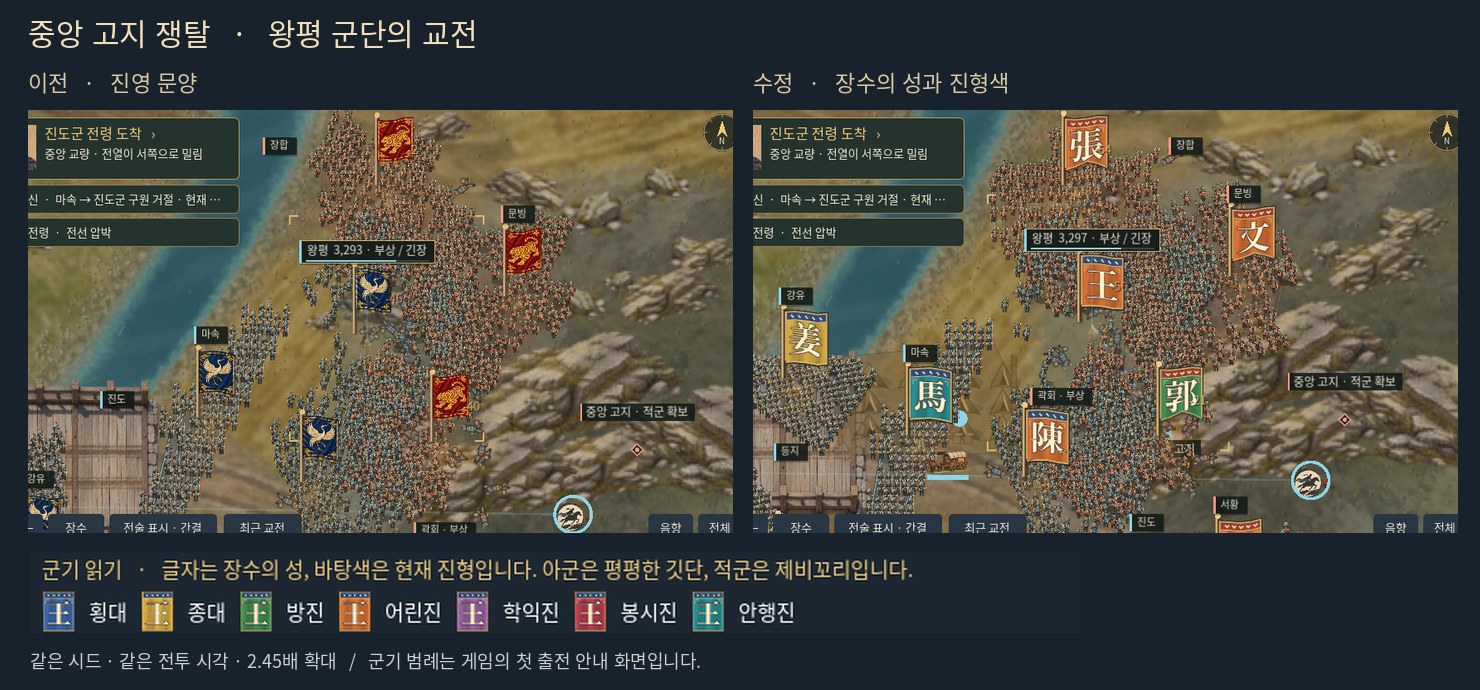 중앙 고지 쟁탈 · 왕평 군단의 교전
이전 · 진영 문양
수정 · 장수의 성과 진형색
진도군 전령 도착 ›
중앙 교량 · 전열이 서쪽으로 밀림
신 · 마속 → 진도군 구원 거절 · 현재 ···
전령 · 전선 압박
장합
N
문빙
왕평 3,293 · 부상 / 긴장
마속
진도
중앙 고지 · 적군 확보
강유
장수
전술 표시 · 간결
최근 교전
곽회 · 부상
음향
전체
진도군 전령 도착 ›
중앙 교량 · 전열이 서쪽으로 밀림
신 · 마속 → 진도군 구원 거절 · 현재 ···
전령 · 전선 압박
張
장합
N
문빙
文
왕평 3,297 · 부상 / 긴장
王
강유
姜
마속
馬
곽회 · 부상
陳
郭
중앙 고지 · 적군 확보
등지
서황
진도
장수
전술 표시 · 간결
최근 교전
음향
전체
군기 읽기 · 글자는 장수의 성, 바탕색은 현재 진형입니다. 아군은 평평한 깃단, 적군은 제비꼬리입니다.
王 횡대 王 종대 王 방진 王 어린진 王 학익진 王 봉시진 王 안행진
같은 시드 · 같은 전투 시각 · 2.45배 확대 / 군기 범례는 게임의 첫 출전 안내 화면입니다.